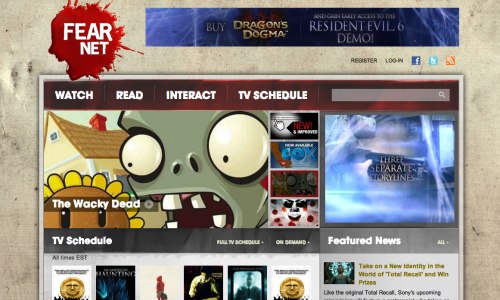 FEAR
NET
BUY DRAGON'S DOGMA™
AND GAIN EARLY ACCESS TO THE
RESIDENT EVIL 6
DEMO!
REGISTER LOG-IN
WATCH READ INTERACT TV SCHEDULE
NEW!
& IMPROVED
NOW AVAILABLE
COX
The Wacky Dead
THREE
SEPARATE
STORYLINES
TV Schedule FULL TV SCHEDULE ON DEMAND
Featured News ALL
All times EST
HAUNTING
Take on a New Identity in the
World of 'Total Recall' and Win
Prizes
Like the original Total Recall, Sony's upcoming